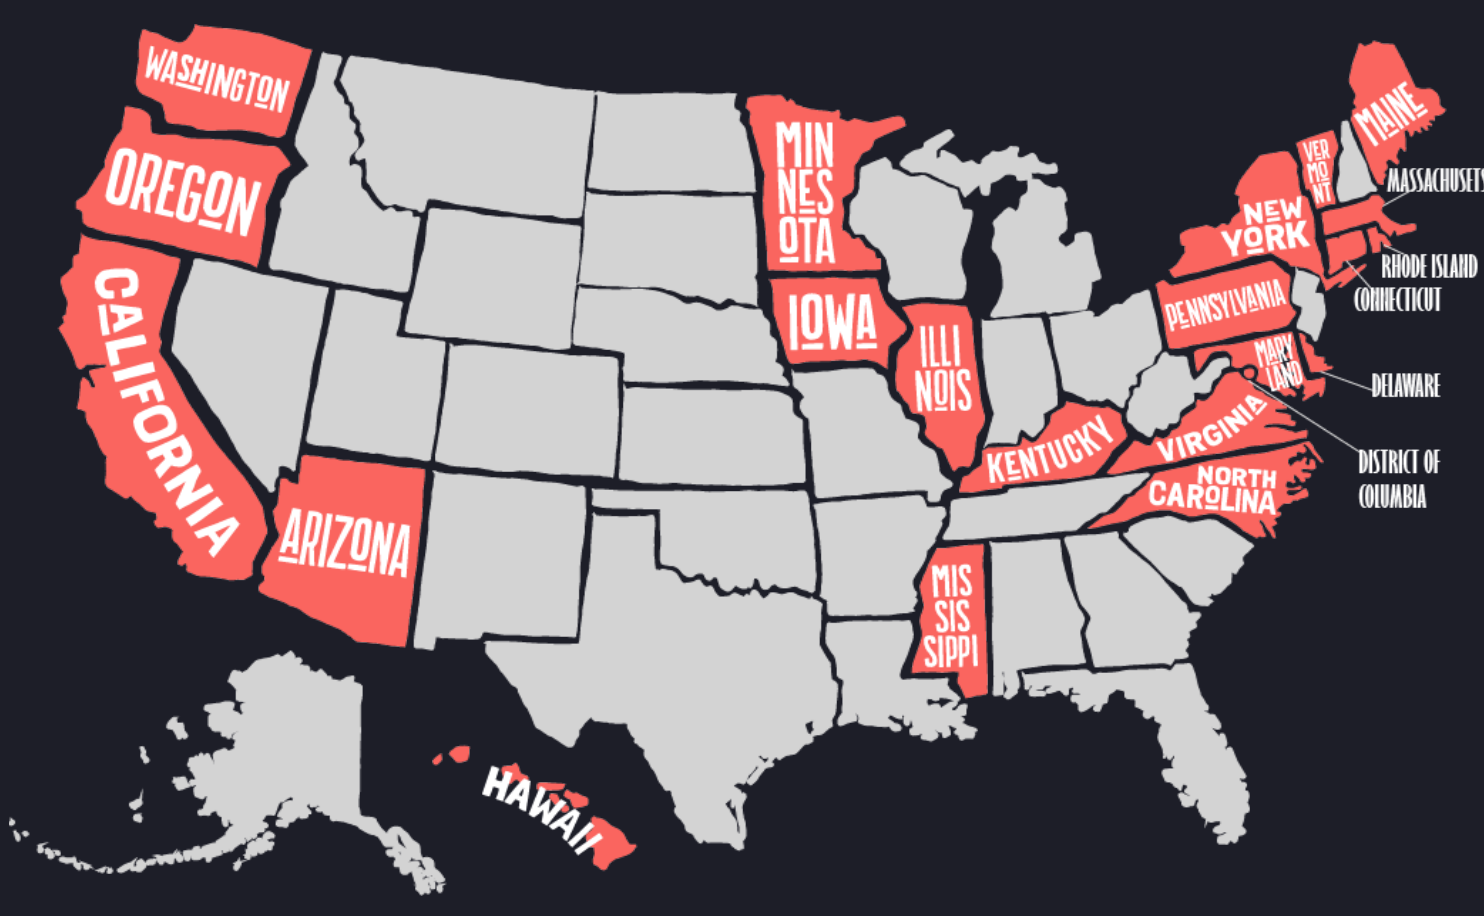 WASHINGTON
OREGON
CALIFORNIA
ARIZONA
HAWAII
MIN
NES
OTA
IOWA
ILLI
NOIS
MIS
SIS
SIPPI
KENTUCKY
VIRGINIA
NORTH
CAROLINA
MARY
LAND
PENNSYLVANIA
NEW
YORK
VER
MO
NT
MAINE
MASSACHUSETS
RHODE ISLAND
CONNECTICUT
DELAWARE
DISTRICT OF
COLUMBIA